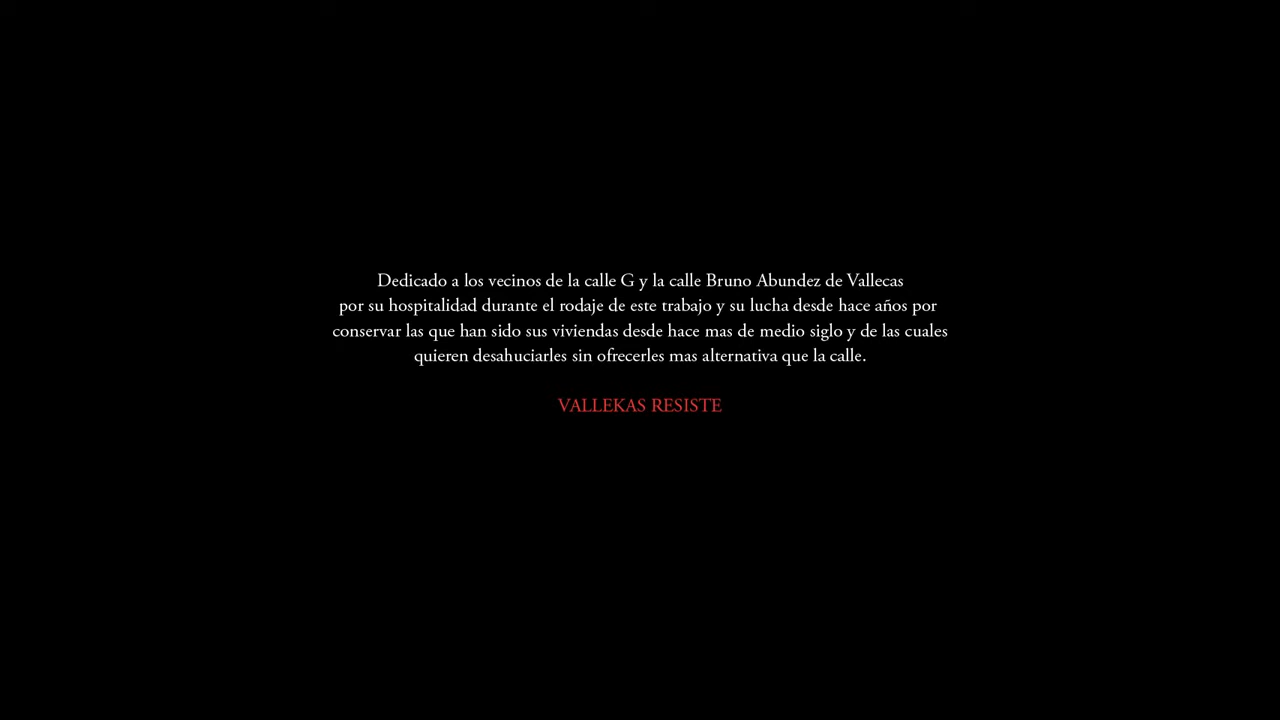 Dedicado a los vecinos de la calle G y la calle Bruno Abundez de Vallecas
por su hospitalidad durante el rodaje de este trabajo y su lucha desde hace años por
conservar las que han sido sus viviendas desde hace mas de medio siglo y de las cuales
quieren desahuciarles sin ofrecerles mas alternativa que la calle.
VALLEKAS RESISTE